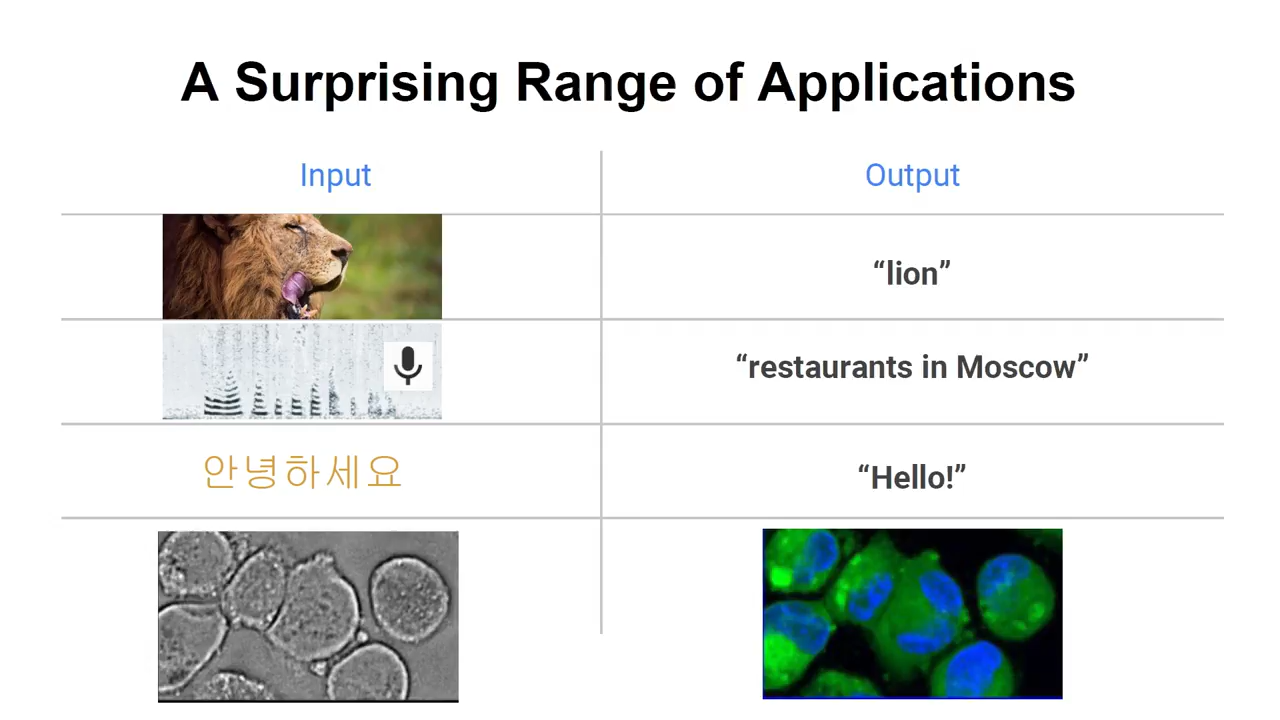 A Surprising Range of Applications
Input
Output
“lion”
“restaurants in Moscow”
안녕하세요
“Hello!”